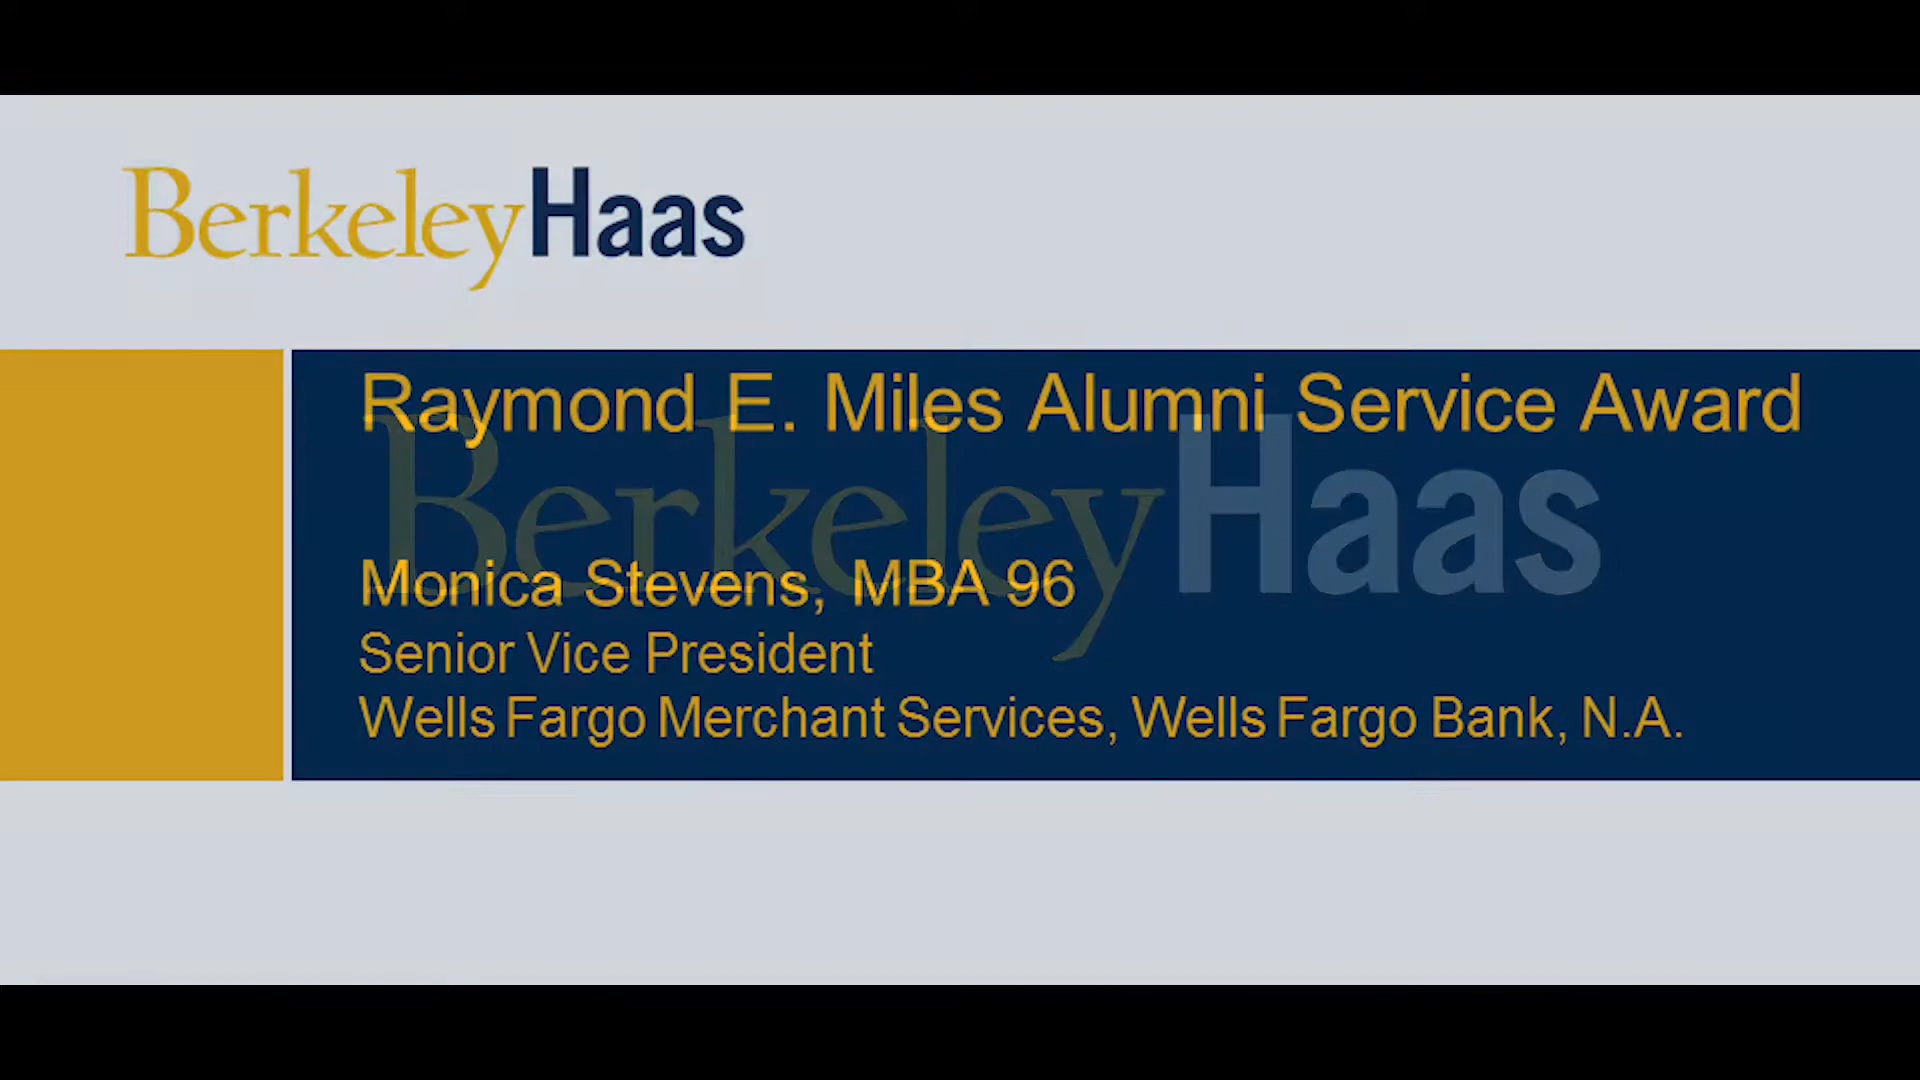 BerkeleyHaas
Raymond E. Miles Alumni Service Award
BerkeleyHaas
Monica Stevens, MBA 96
Senior Vice President
Wells Fargo Merchant Services, Wells Fargo Bank, N.A.